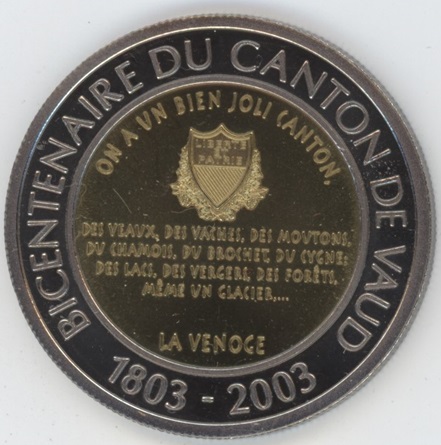 BICENTENAIRE DU CANTON DE VAUD
1803 - 2003
ON A UN BIEN JOLI CANTON,
LIBERTÉ
ET
PATRIE
DES VEAUX, DES VACHES, DES MOUTONS,
DU CHAMOIS, DU BROCHET, DU CYGNE;
DES LACS, DES VERGERS, DES FORÊTS,
MÊME UN GLACIER,...
LA VENOGE